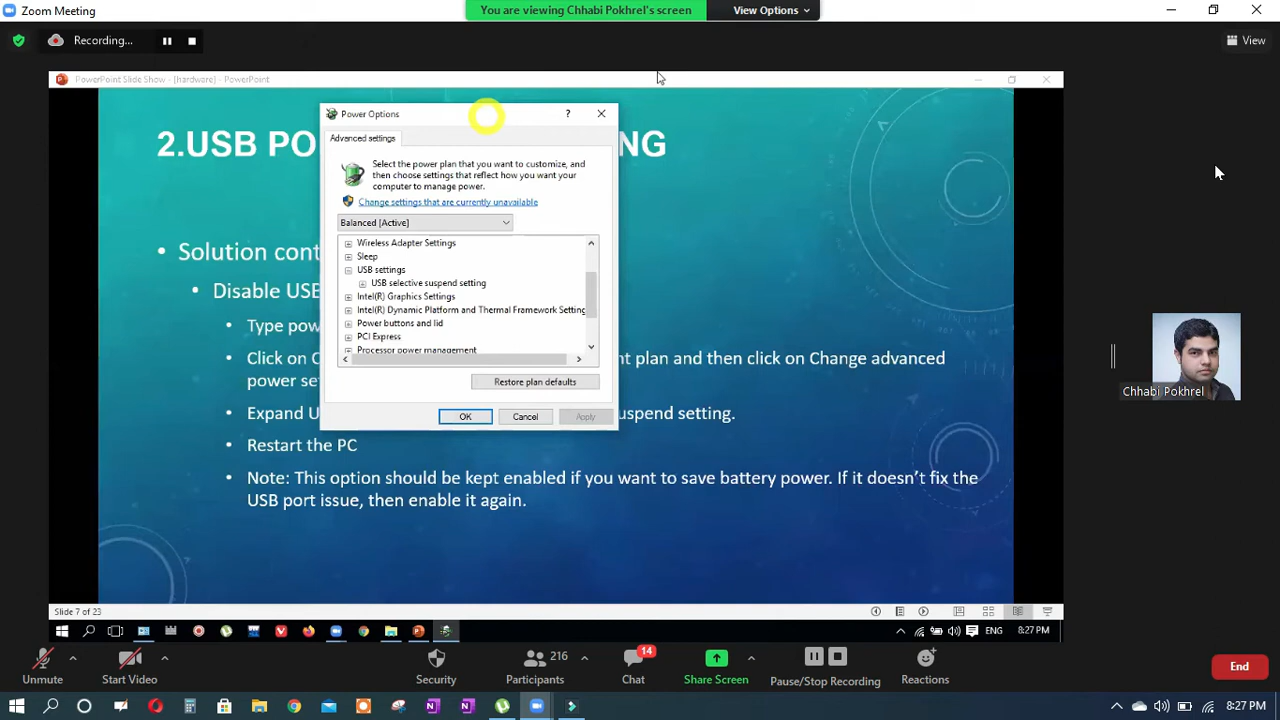 Zoom Meeting
You are viewing Chhabi Pokhrel's screen
View Options
Recording...
View
PowerPoint Slide Show - [hardware] - PowerPoint
2.USB PO
NG
Power Options
Advanced settings
Select the power plan that you want to customize, and
then choose settings that reflect how you want your
computer to manage power.
Change settings that are currently unavailable
Balanced [Active]
Wireless Adapter Settings
Sleep
USB settings
USB selective suspend setting
Intel(R) Graphics Settings
Intel(R) Dynamic Platform and Thermal Framework Setting
Power buttons and lid
PCI Express
Processor power management
Restore plan defaults
OK
Cancel
Apply
• Solution cont
• Disable USB
• Type pow
• Click on C
nt plan and then click on Change advanced
power set
• Expand U
suspend setting.
• Restart the PC
• Note: This option should be kept enabled if you want to save battery power. If it doesn't fix the
USB port issue, then enable it again.
Chhabi Pokhrel
Slide 7 of 23
ENG
8:27 PM
Unmute
Start Video
Security
216
Participants
14
Chat
Share Screen
Pause/Stop Recording
Reactions
End
8:27 PM